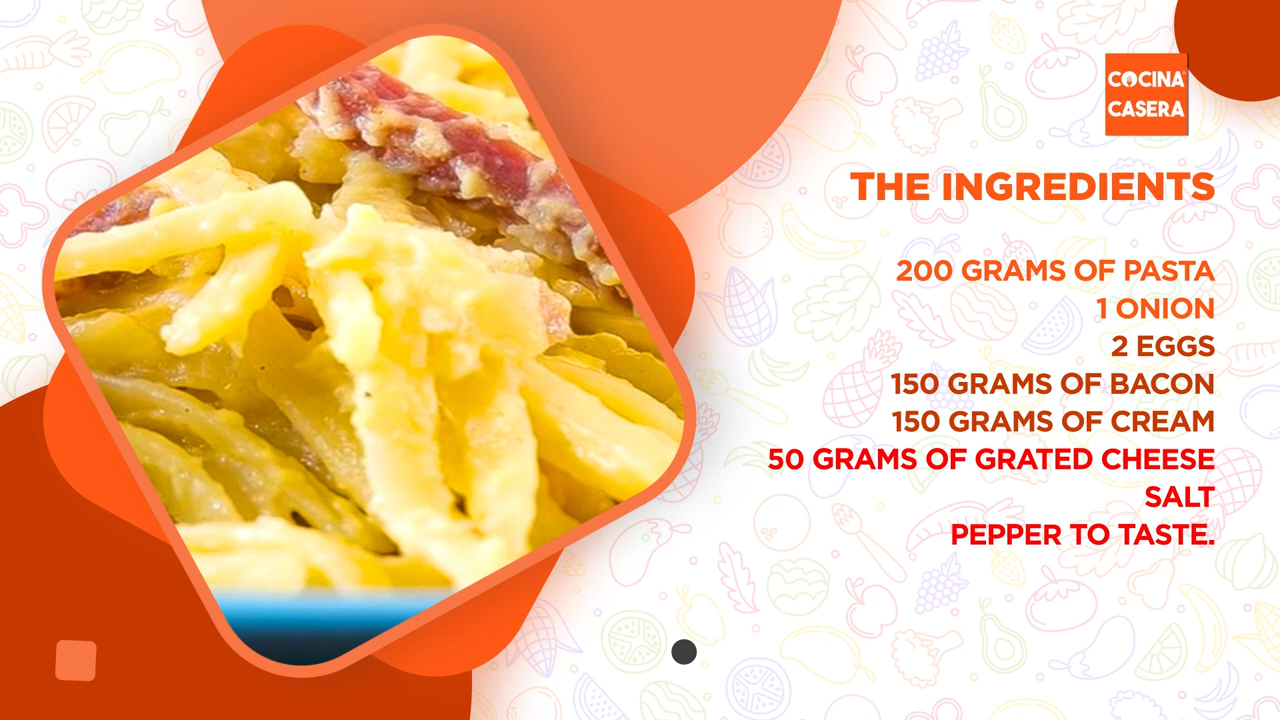 COCINA
CASERA
THE INGREDIENTS
200 GRAMS OF PASTA
1 ONION
2 EGGS
150 GRAMS OF BACON
150 GRAMS OF CREAM
50 GRAMS OF GRATED CHEESE
SALT
PEPPER TO TASTE.